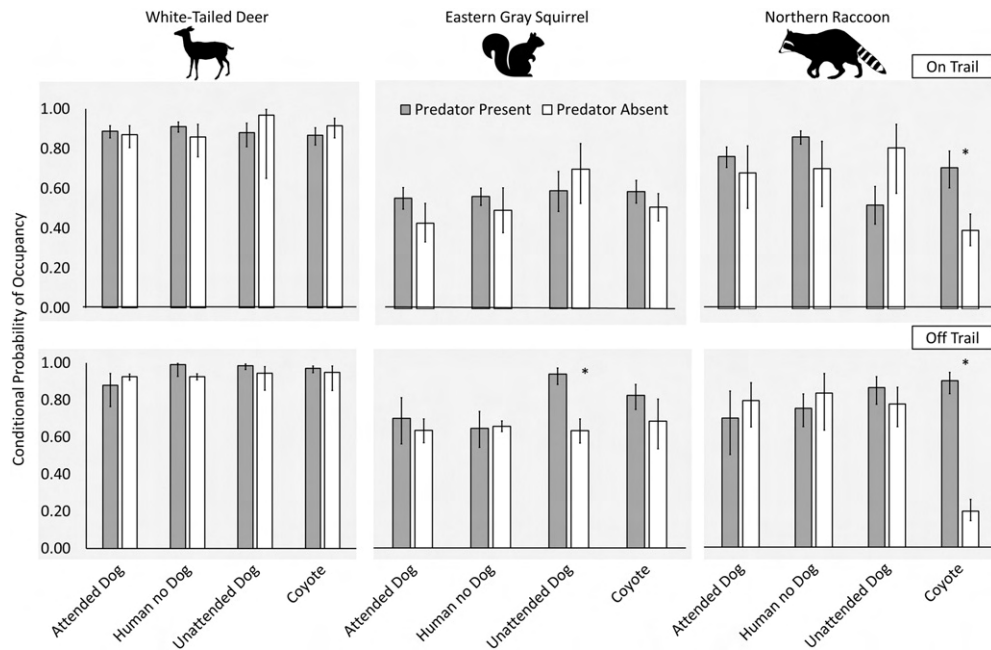 White-Tailed Deer
Eastern Gray Squirrel
Northern Raccoon
On Trail
Predator Present
Predator Absent
Conditional Probability of Occupancy
1.00
0.80
0.60
0.40
0.20
0.00
*
Off Trail
1.00
0.80
0.60
0.40
0.20
0.00
*
*
Attended Dog
Human no Dog
Unattended Dog
Coyote
Attended Dog
Human no Dog
Unattended Dog
Coyote
Attended Dog
Human no Dog
Unattended Dog
Coyote